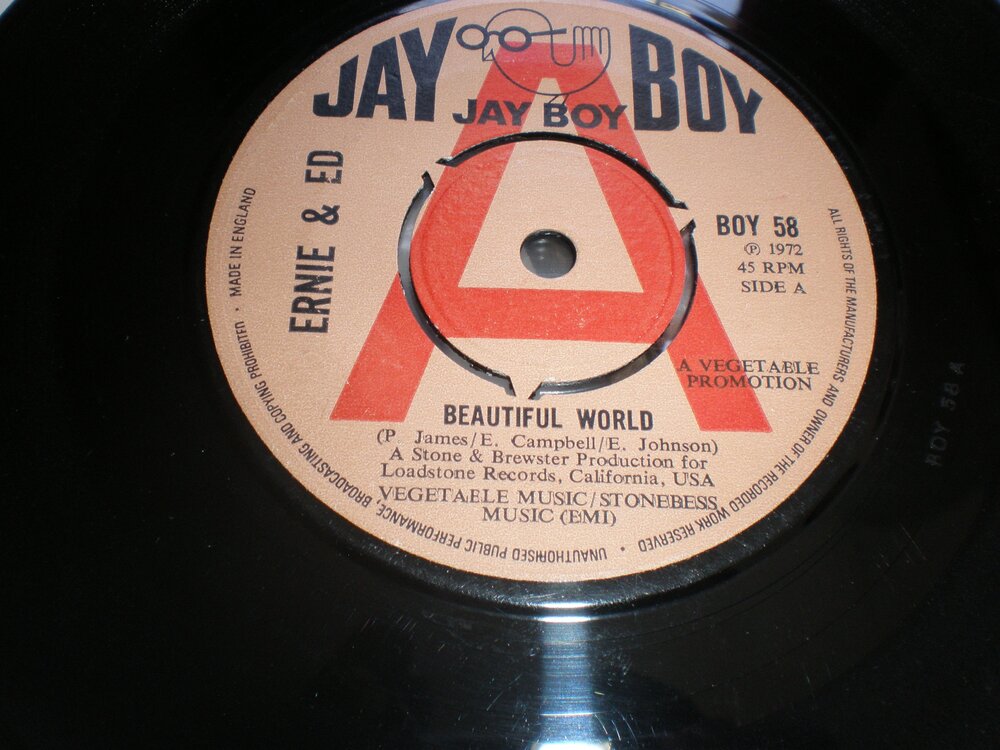 JAY BOY
JAY BOY
ERNIE & ED
BOY 58
Ⓟ 1972
45 RPM
SIDE A
A
A VEGETABLE
PROMOTION
BEAUTIFUL WORLD
(P. James/E. Campbell/E. Johnson)
A Stone & Brewster Production for
Loadstone Records, California, USA
VEGETABLE MUSIC/STONEBESS
MUSIC (EMI)
MADE IN ENGLAND
ALL RIGHTS OF THE MANUFACTURERS AND OWNER OF THE RECORDED WORK RESERVED • UNAUTHORISED PUBLIC PERFORMANCE, BROADCASTING AND COPYING PROHIBITED •